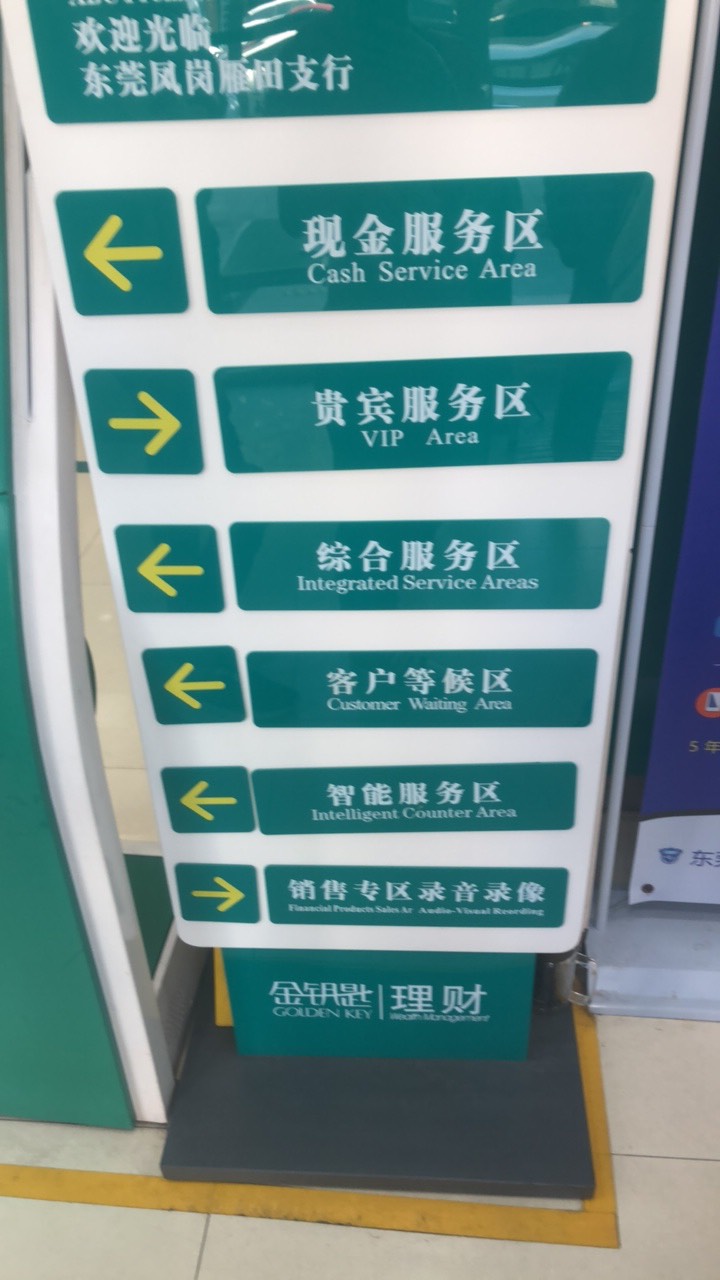 欢迎光临
东莞凤岗雁田支行
现金服务区
Cash Service Area
贵宾服务区
VIP Area
综合服务区
Integrated Service Areas
客户等候区
Customer Waiting Area
智能服务区
Intelligent Counter Area
销售专区录音录像
Financial Products Sales Ar Audio-Visual Reording
金钥匙 理财
GOLDEN KEY Wealth Management
5 年
东